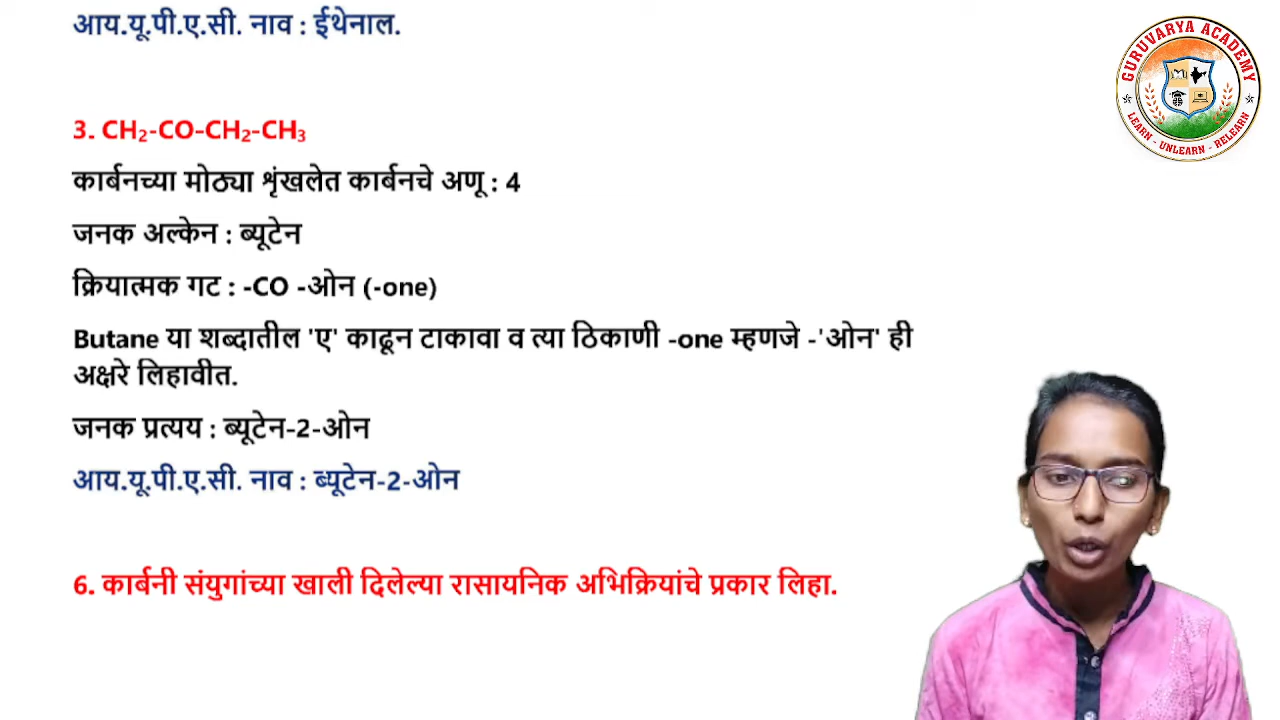 आय.यू.पी.ए.सी. नाव : ईथेनाल.
3. CH₂-CO-CH₂-CH₃
कार्बनच्या मोठ्या शृंखलेत कार्बनचे अणू : 4
जनक अल्केन : ब्यूटेन
क्रियात्मक गट : -CO -ओन (-one)
Butane या शब्दातील 'ए' काढून टाकावा व त्या ठिकाणी -one म्हणजे -'ओन' ही
अक्षरे लिहावीत.
जनक प्रत्यय : ब्यूटेन-2-ओन
आय.यू.पी.ए.सी. नाव : ब्यूटेन-2-ओन
6. कार्बनी संयुगांच्या खाली दिलेल्या रासायनिक अभिक्रियांचे प्रकार लिहा.
GURUVARYA ACADEMY
LEARN - UNLEARN - RELEARN